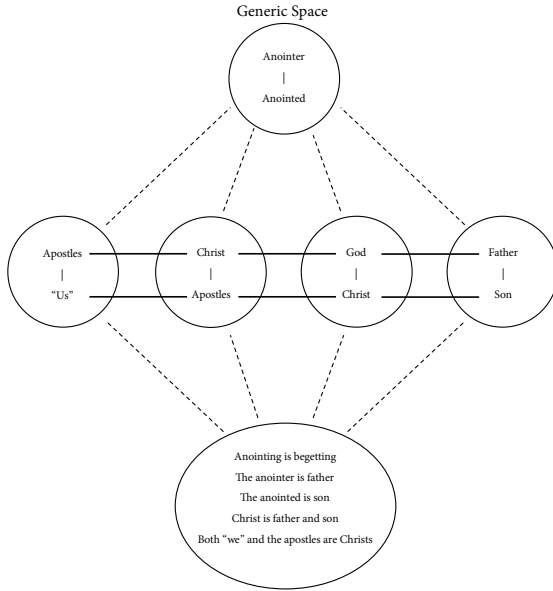 Generic Space
Anointer
|
Anointed
Apostles
|
“Us”
Christ
|
Apostles
God
|
Christ
Father
|
Son
Anointing is begetting
The anointer is father
The anointed is son
Christ is father and son
Both “we” and the apostles are Christs